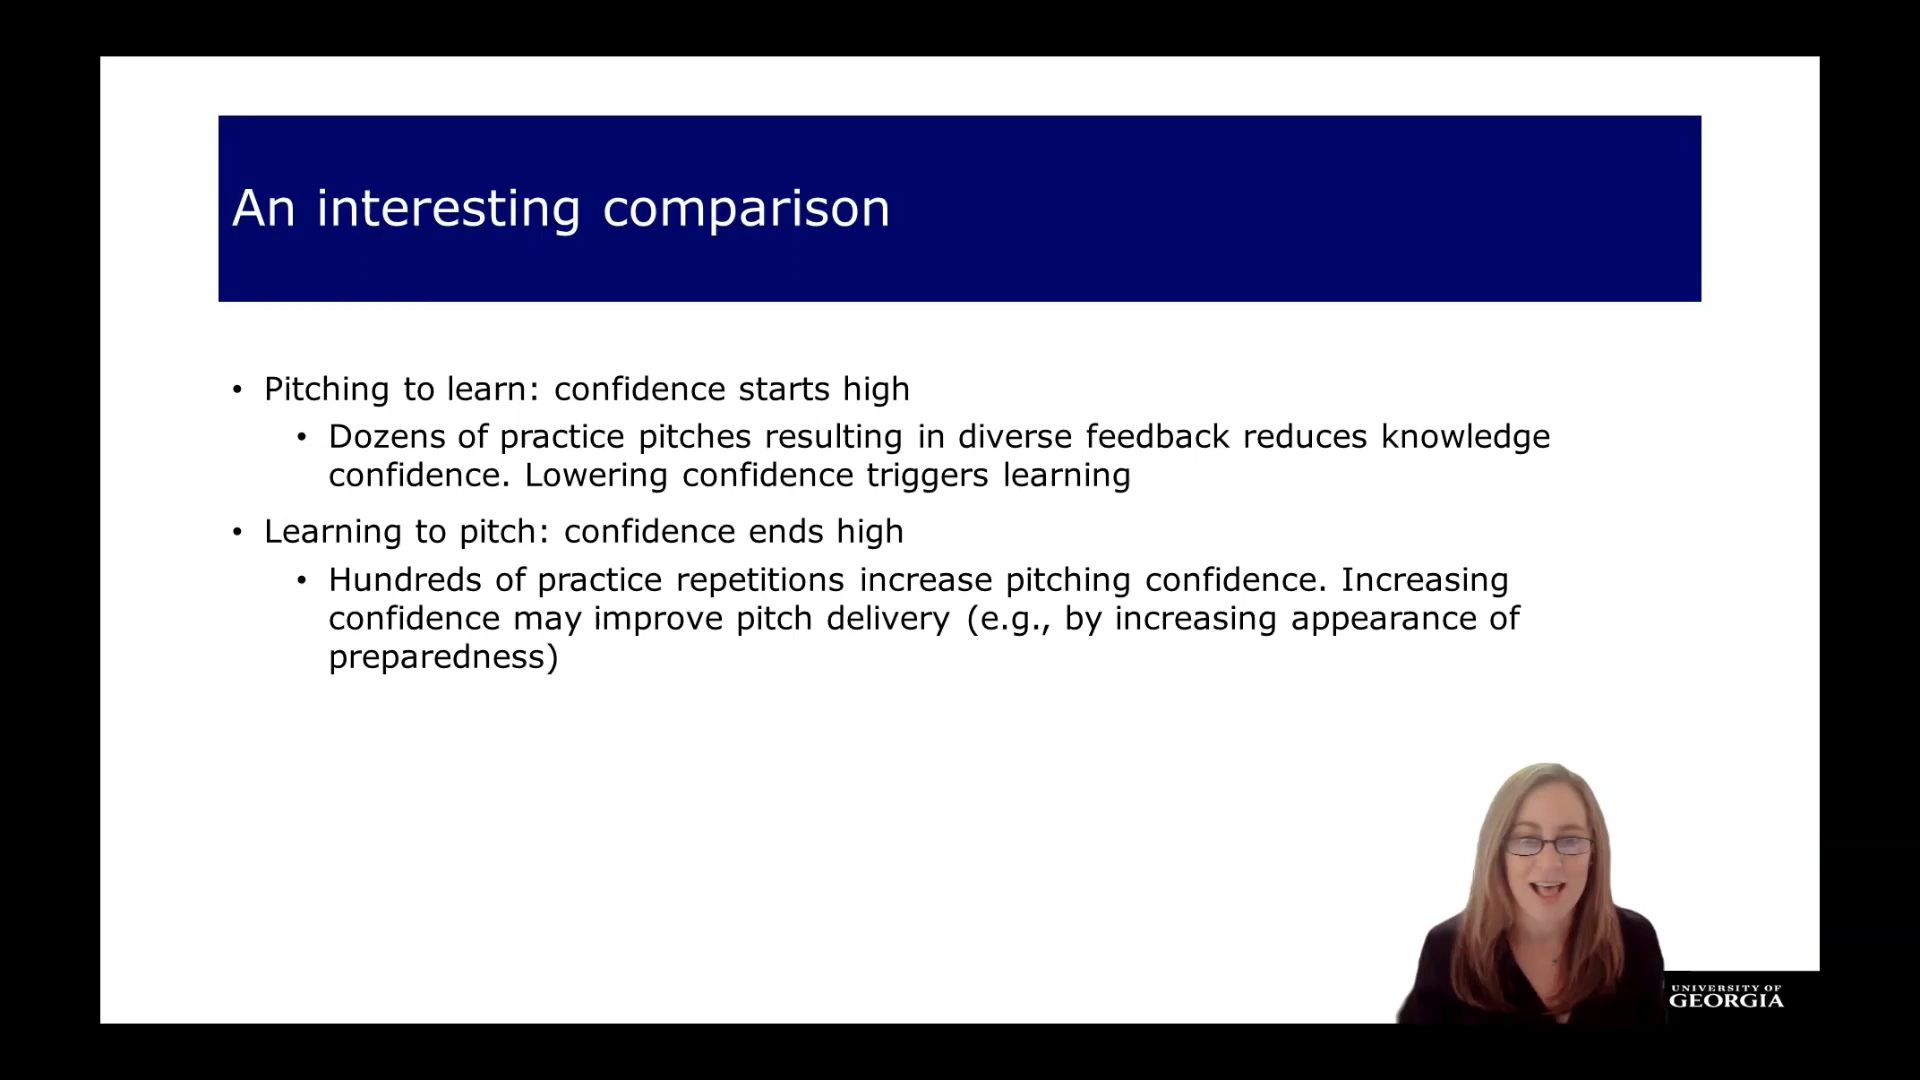 An interesting comparison
• Pitching to learn: confidence starts high
• Dozens of practice pitches resulting in diverse feedback reduces knowledge
confidence. Lowering confidence triggers learning
• Learning to pitch: confidence ends high
• Hundreds of practice repetitions increase pitching confidence. Increasing
confidence may improve pitch delivery (e.g., by increasing appearance of
preparedness)
UNIVERSITY OF
GEORGIA